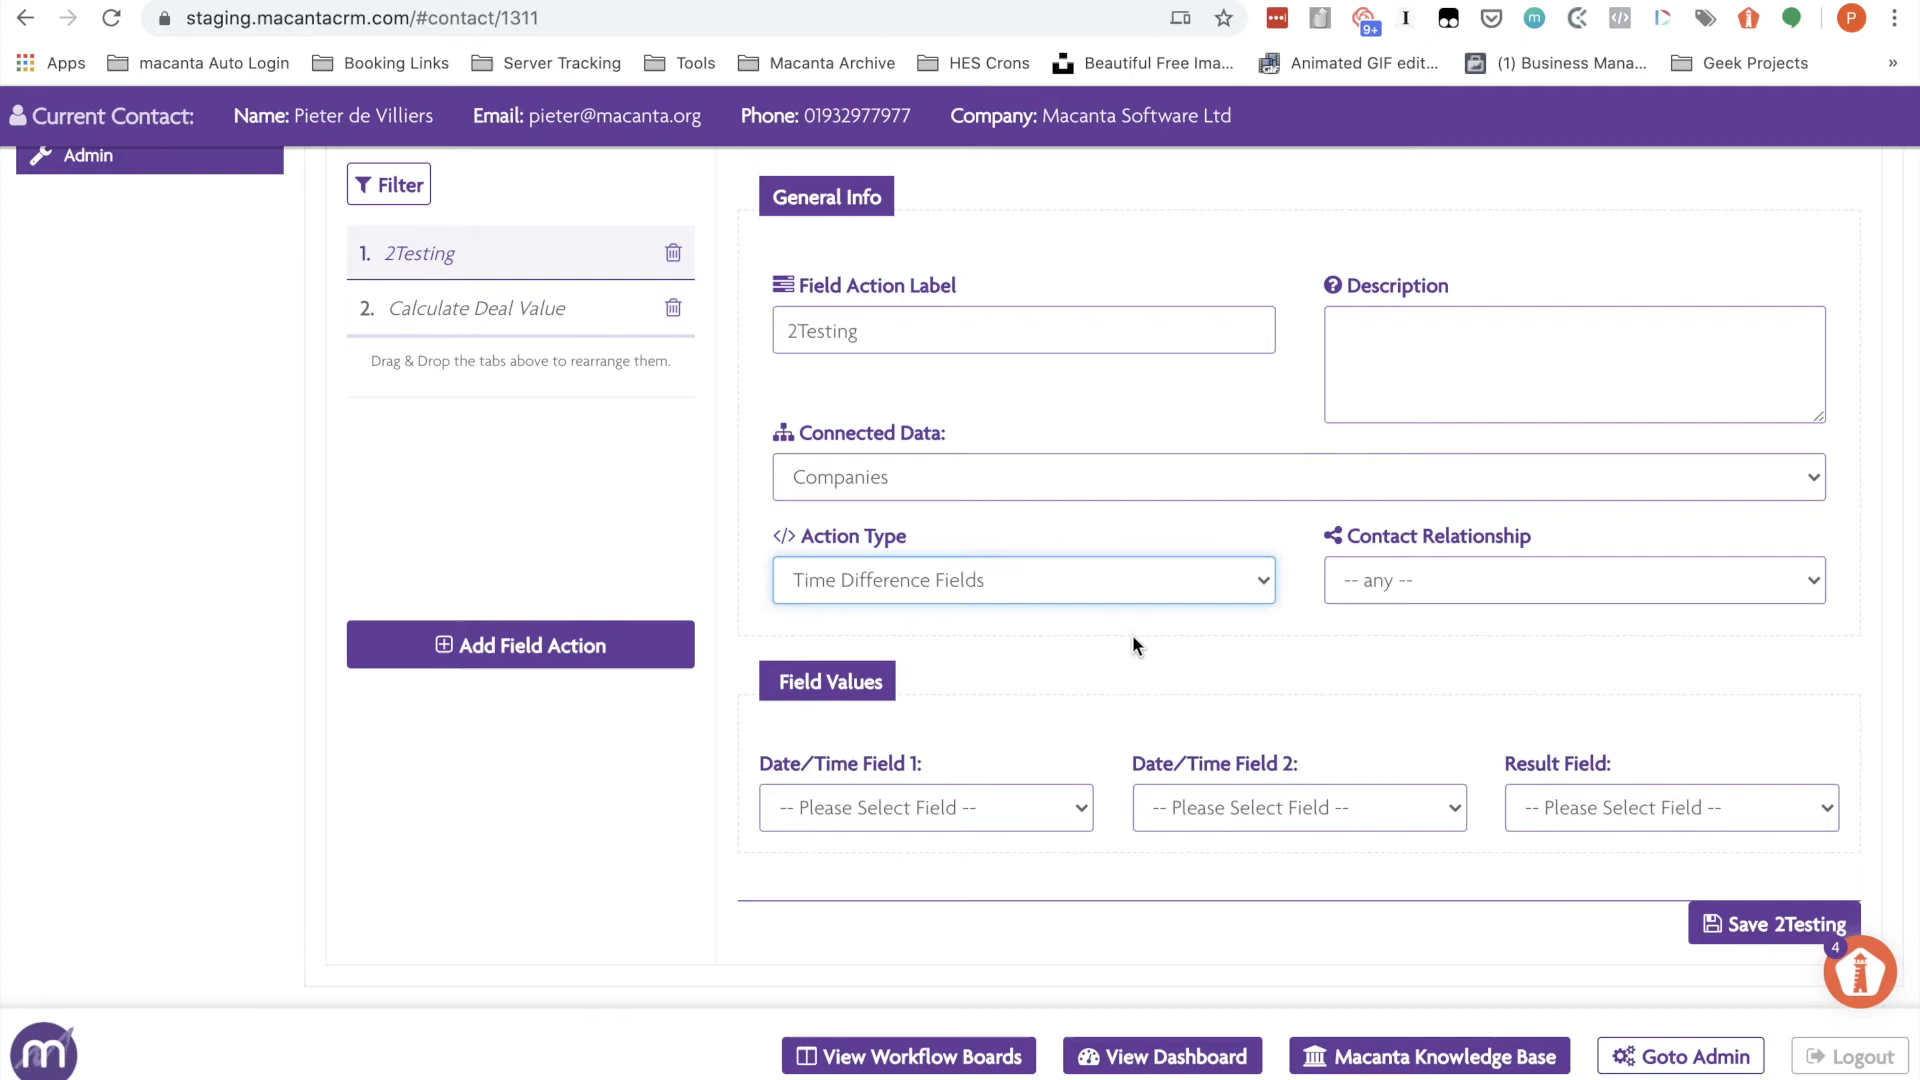 staging.macantacrm.com/#contact/1311
9+
P
Apps
macanta Auto Login
Booking Links
Server Tracking
Tools
Macanta Archive
HES Crons
Beautiful Free Ima...
Animated GIF edit...
(1) Business Mana...
Geek Projects
»
Current Contact:
Name: Pieter de Villiers
Email: pieter@macanta.org
Phone: 01932977977
Company: Macanta Software Ltd
Admin
Filter
1. 2Testing
2. Calculate Deal Value
Drag & Drop the tabs above to rearrange them.
Add Field Action
General Info
Field Action Label
2Testing
Description
Connected Data:
Companies
</> Action Type
Time Difference Fields
Contact Relationship
-- any --
Field Values
Date/Time Field 1:
-- Please Select Field --
Date/Time Field 2:
-- Please Select Field --
Result Field:
-- Please Select Field --
Save 2Testing
4
m
View Workflow Boards
View Dashboard
Macanta Knowledge Base
Goto Admin
Logout